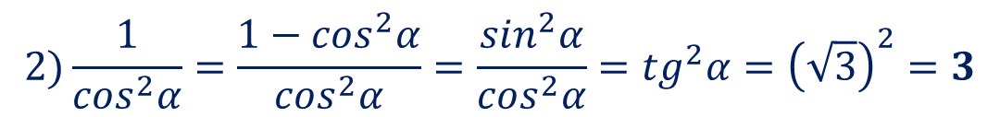 2) 1/cos²α = (1 − cos²α)/cos²α = sin²α/cos²α = tg²α = (√3)² = 3